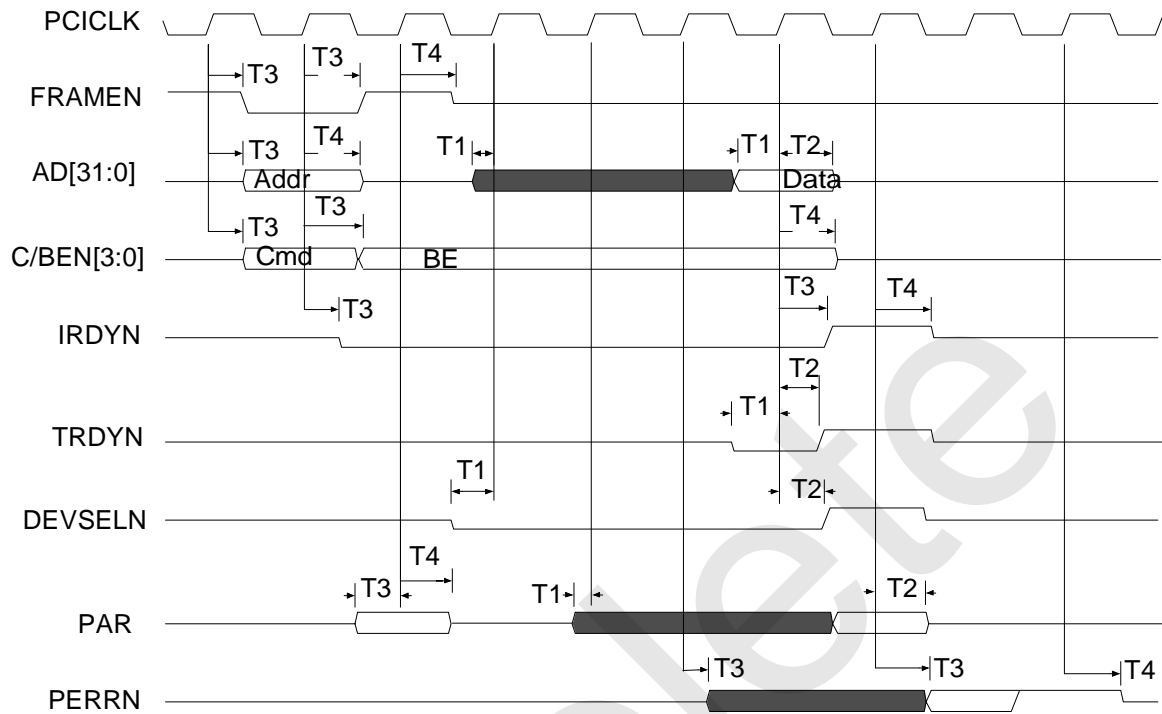 PCICLK
T3 T3 T4
FRAMEN
T3 T4 T1 T1 T2
AD[31:0] Addr Data
T3 T3 T4
C/BEN[3:0] Cmd BE
T3 T3 T4
IRDYN
T2
T1
TRDYN
T1 T2
DEVSELN
T4
T3 T1 T2
PAR
T3 T3 T4
PERRN
lete